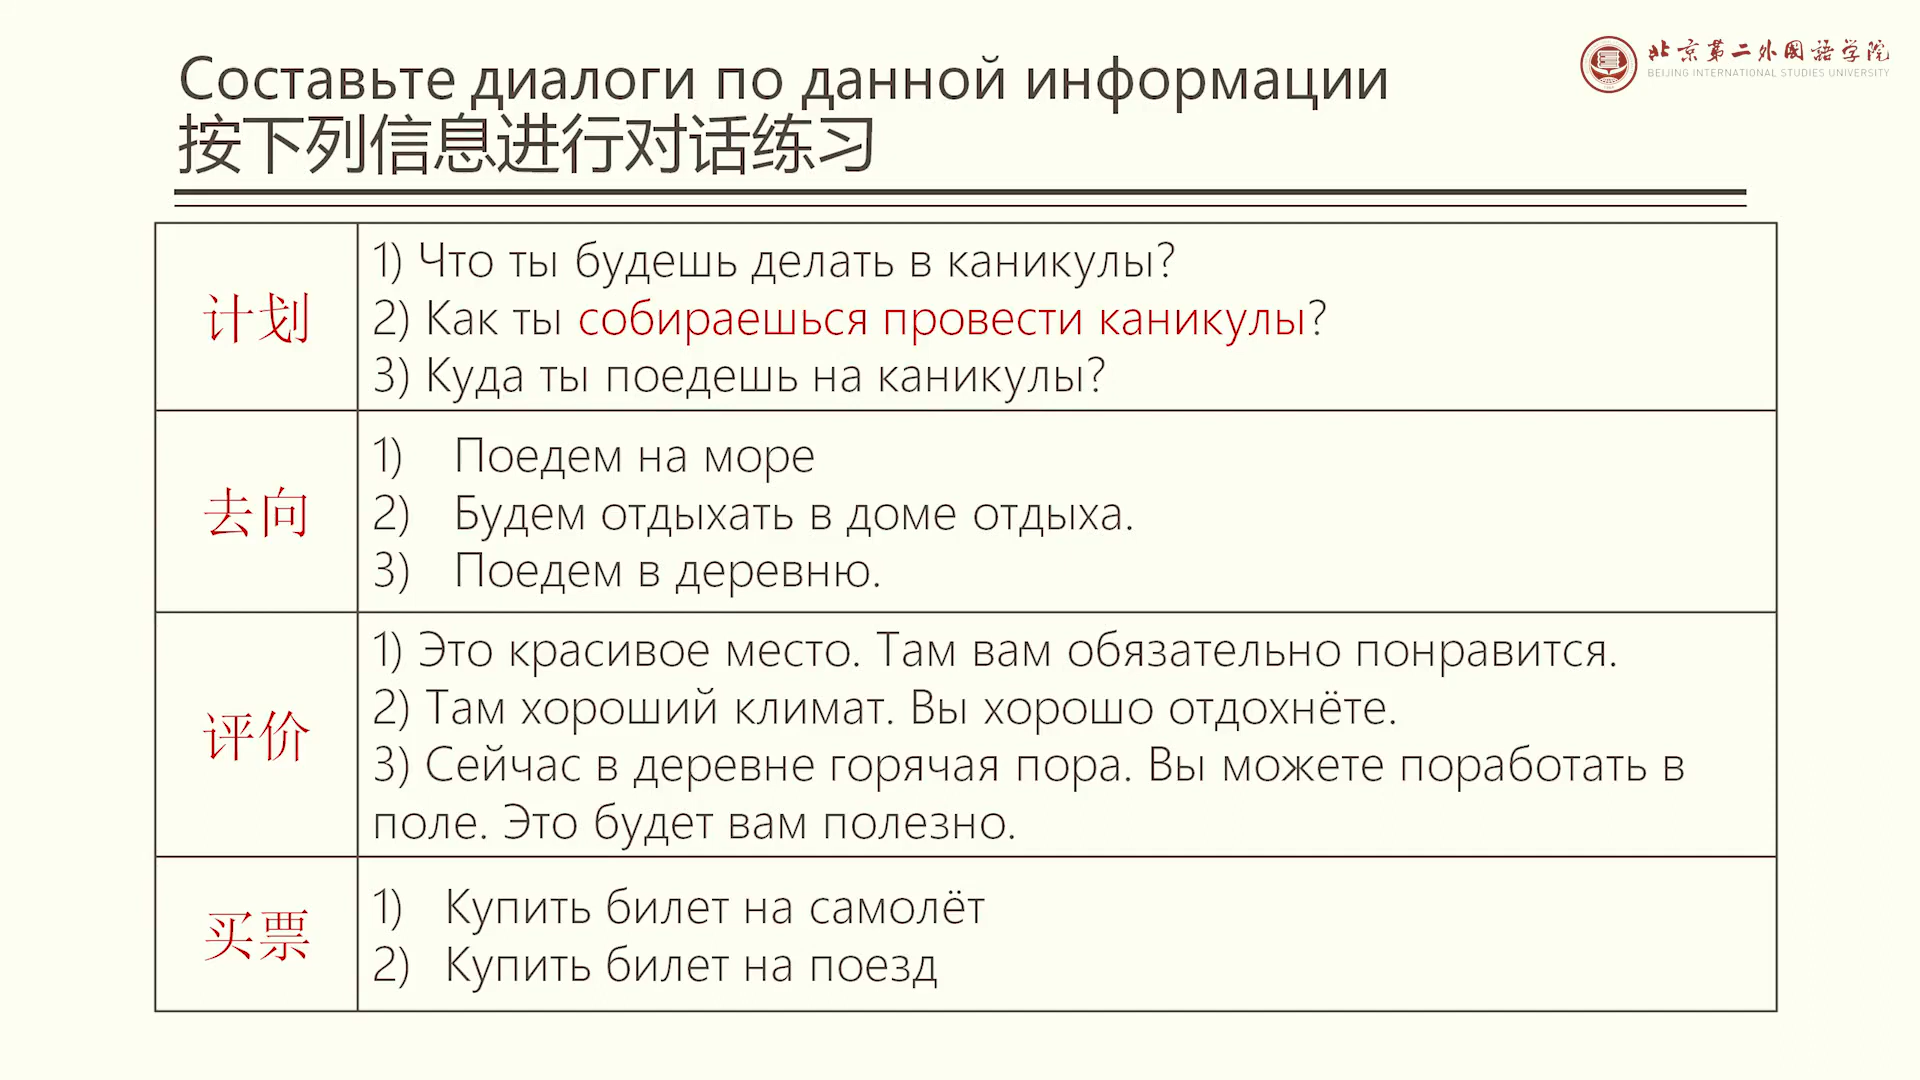 Составьте диалоги по данной информации
按下列信息进行对话练习
北京第二外国语学院
BEIJING INTERNATIONAL STUDIES UNIVERSITY
计划
1) Что ты будешь делать в каникулы?
2) Как ты собираешься провести каникулы?
3) Куда ты поедешь на каникулы?
去向
1) Поедем на море
2) Будем отдыхать в доме отдыха.
3) Поедем в деревню.
评价
1) Это красивое место. Там вам обязательно понравится.
2) Там хороший климат. Вы хорошо отдохнёте.
3) Сейчас в деревне горячая пора. Вы можете поработать в
поле. Это будет вам полезно.
买票
1) Купить билет на самолёт
2) Купить билет на поезд